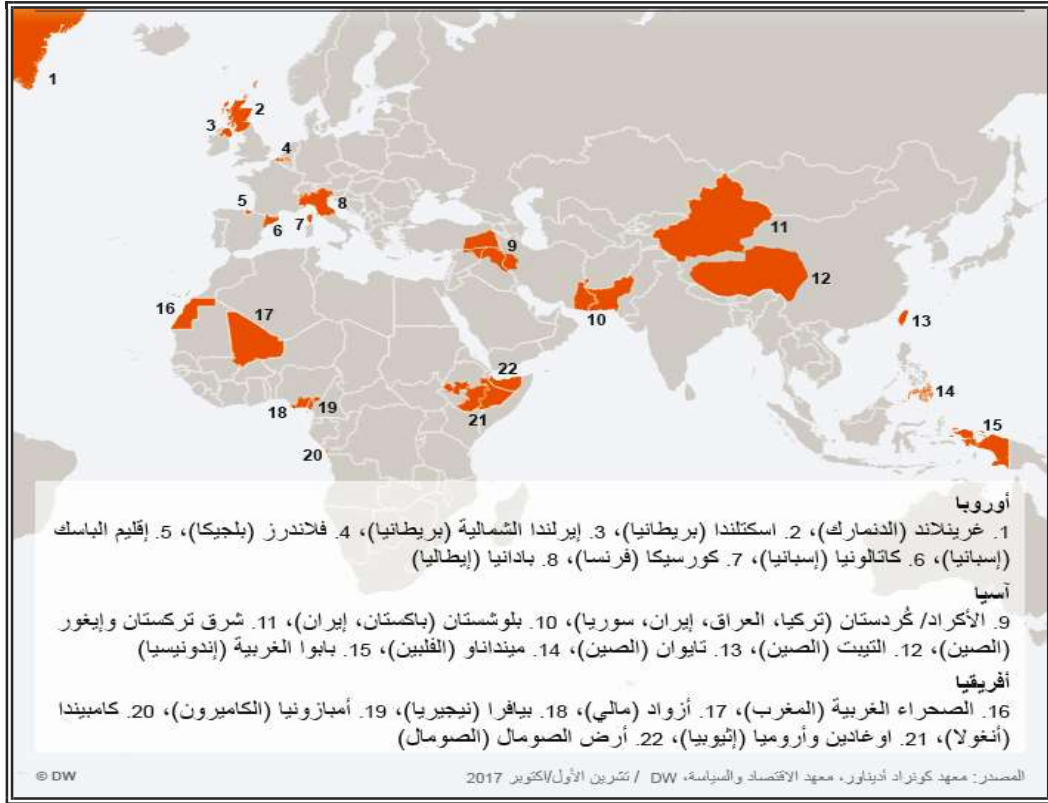 1
2
3
4
5
6
7
8
9
10
11
12
13
14
15
16
17
18
19
20
21
22
أوروبا
1. غرينلاند (الدنمارك)، 2. اسكتلندا (بريطانيا)، 3. إيرلندا الشمالية (بريطانيا)، 4. فلاندرز (بلجيكا)، 5. إقليم الباسك
(إسبانيا)، 6. كاتالونيا (إسبانيا)، 7. كورسيكا (فرنسا)، 8. بادانيا (إيطاليا)
آسيا
9. الأكراد/ كُردستان (تركيا، العراق، إيران، سوريا)، 10. بلوشستان (باكستان، إيران)، 11. شرق تركستان وإيغور
(الصين)، 12. التيبت (الصين)، 13. تايوان (الصين)، 14. مينداناو (الفلبين)، 15. بابوا الغربية (إندونيسيا)
أفريقيا
16. الصحراء الغربية (المغرب)، 17. أزواد (مالي)، 18. بيافرا (نيجيريا)، 19. أمبازونيا (الكاميرون)، 20. كامبيندا
(أنغولا)، 21. اوغادين وأروميا (إثيوبيا)، 22. أرض الصومال (الصومال)
المصدر: معهد كونراد أديناور، معهد الاقتصاد والسياسة، DW / تشرين الأول/اكتوبر 2017
© DW